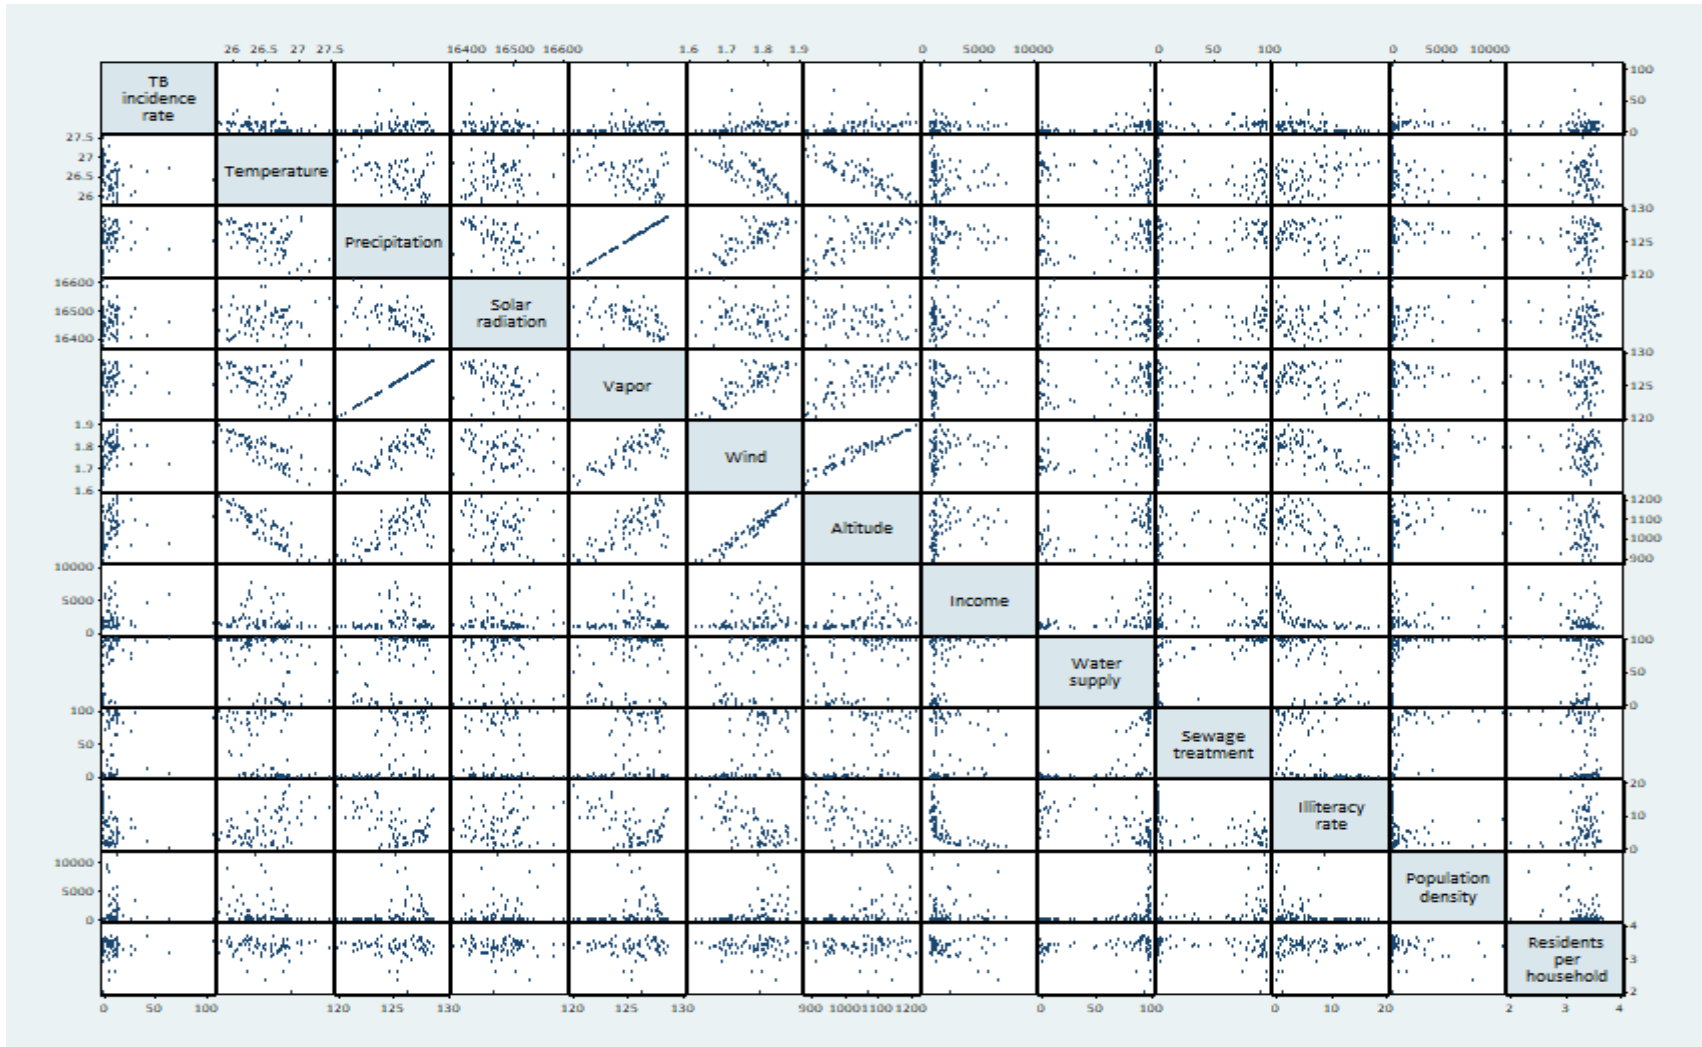 26 26.5 27 27.5 16400 16500 16600 1.6 1.7 1.8 1.9 0 5000 10000 0 50 100 0 5000 10000
TB
incidence
rate
100
50
0
27.5
27
26.5
26
Temperature
Precipitation
130
125
120
16600
16500
16400
Solar
radiation
Vapor
130
125
120
1.9
1.8
1.7
1.6
Wind
Altitude
1200
1100
1000
900
10000
5000
0
Income
Water
supply
100
50
0
100
50
0
Sewage
treatment
Illiteracy
rate
20
10
0
10000
5000
0
Population
density
Residents
per
household
4
3
2
0 50 100 120 125 130 120 125 130 900 1000 1100 1200 0 50 100 0 10 20 2 3 4